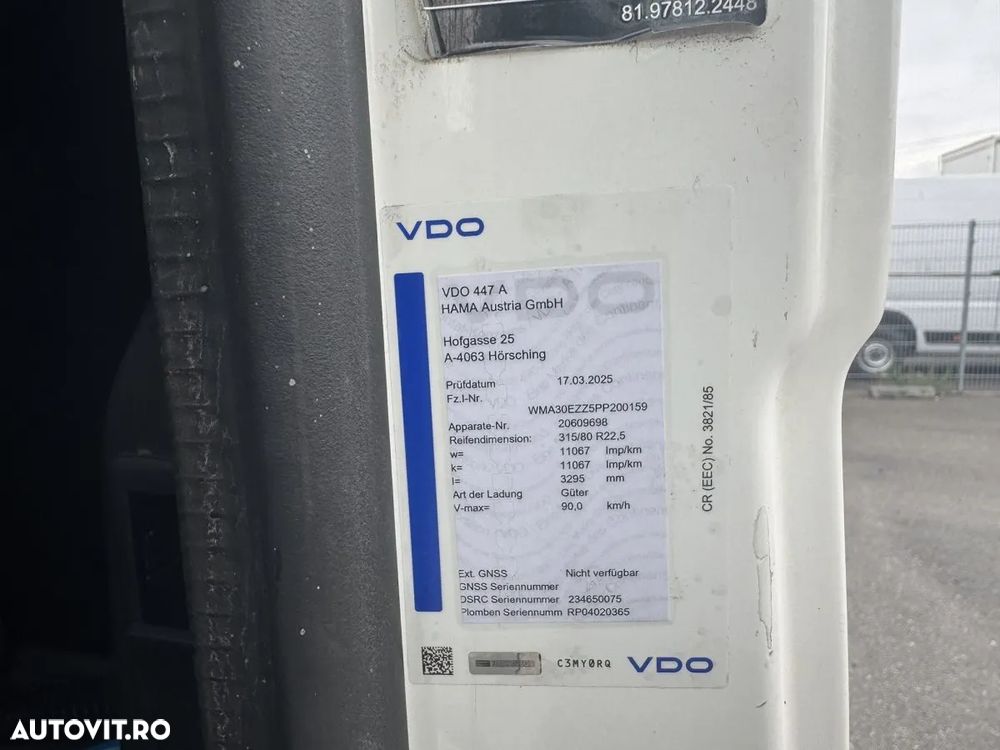 81.97812.2448
VDO
VDO 447 A
HAMA Austria GmbH
Hofgasse 25
A-4063 Hörsching
Prüfdatum 17.03.2025
Fz.I-Nr.
WMA30EZZ5PP200159
Apparate-Nr. 20609698
Reifendimension: 315/80 R22,5
w= 11067 Imp/km
k= 11067 Imp/km
l= 3295 mm
Art der Ladung Güter
V-max= 90,0 km/h
Ext. GNSS Nicht verfügbar
GNSS Seriennummer
DSRC Seriennummer 234650075
Plomben Seriennumm RP04020365
CR (EEC) No. 3821/85
C3MY0RQ VDO
AUTOVIT.RO